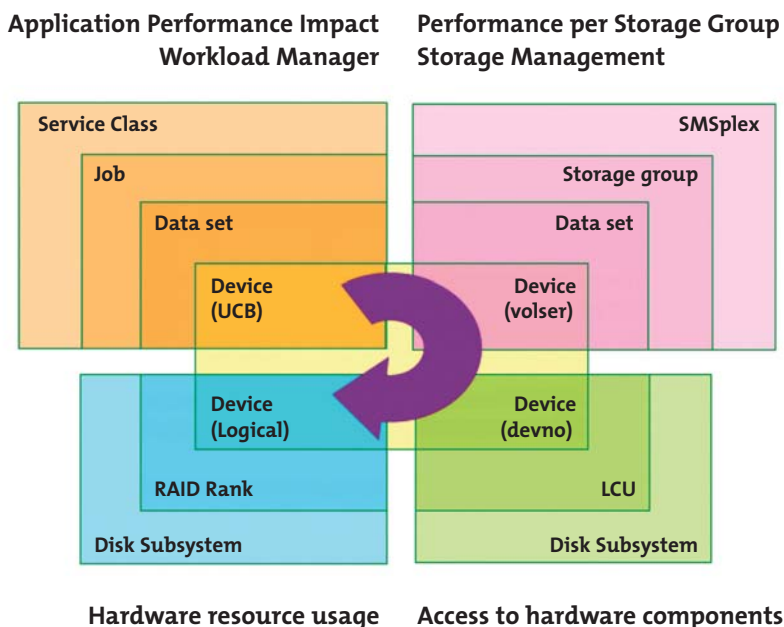 Application Performance Impact
Workload Manager
Performance per Storage Group
Storage Management
Service Class
Job
Data set
Device
(UCB)
SMSplex
Storage group
Data set
Device
(volser)
Device
(Logical)
RAID Rank
Disk Subsystem
Device
(devno)
LCU
Disk Subsystem
Hardware resource usage
Access to hardware components